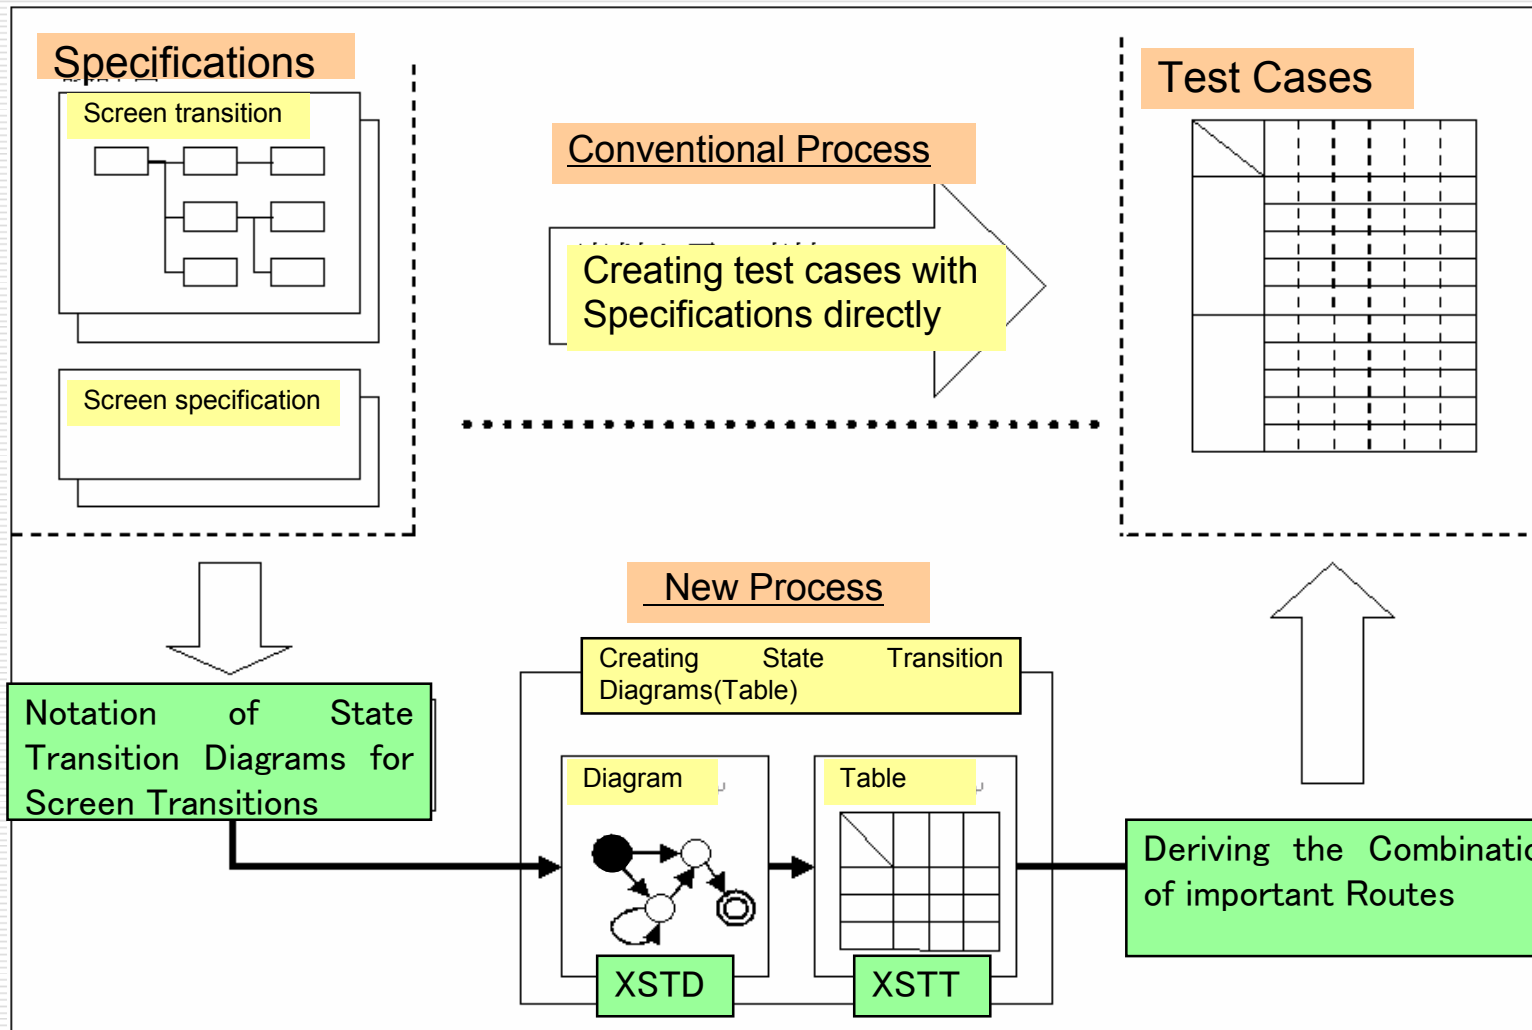 Specifications
Screen transition
Screen specification
Conventional Process
Creating test cases with
Specifications directly
Test Cases
New Process
Creating State Transition
Diagrams(Table)
Notation of State
Transition Diagrams for
Screen Transitions
Diagram
Table
XSTD
XSTT
Deriving the
of important Routes